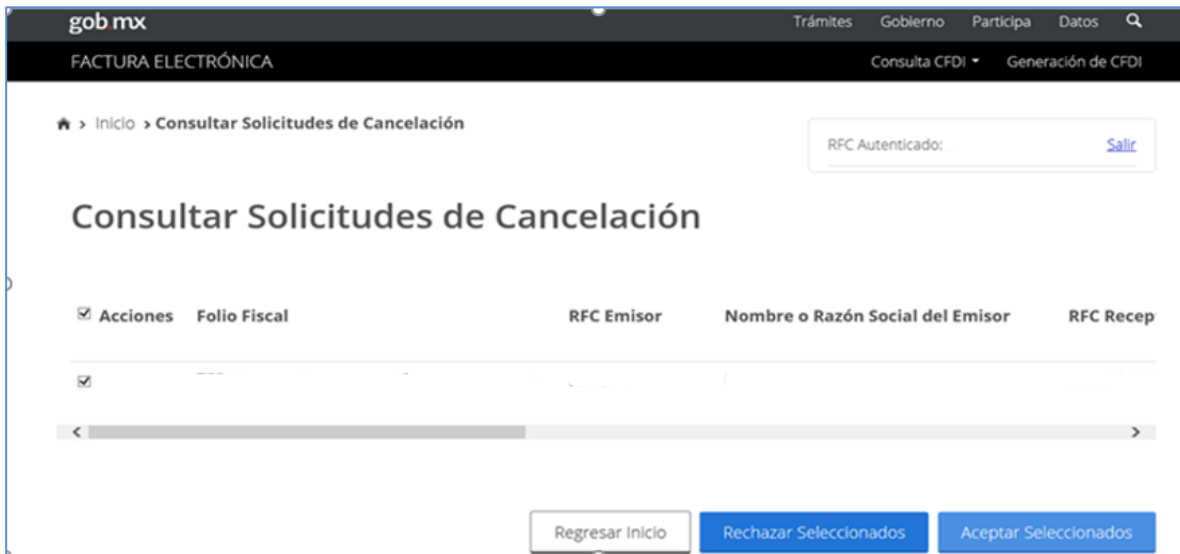 gob.mx Trámites Gobierno Participa Datos
FACTURA ELECTRÓNICA Consulta CFDI Generación de CFDI
> Inicio > Consultar Solicitudes de Cancelación
RFC Autenticado: Salir
Consultar Solicitudes de Cancelación
Acciones Folio Fiscal RFC Emisor Nombre o Razón Social del Emisor RFC Recep
Regresar Inicio Rechazar Seleccionados Aceptar Seleccionados